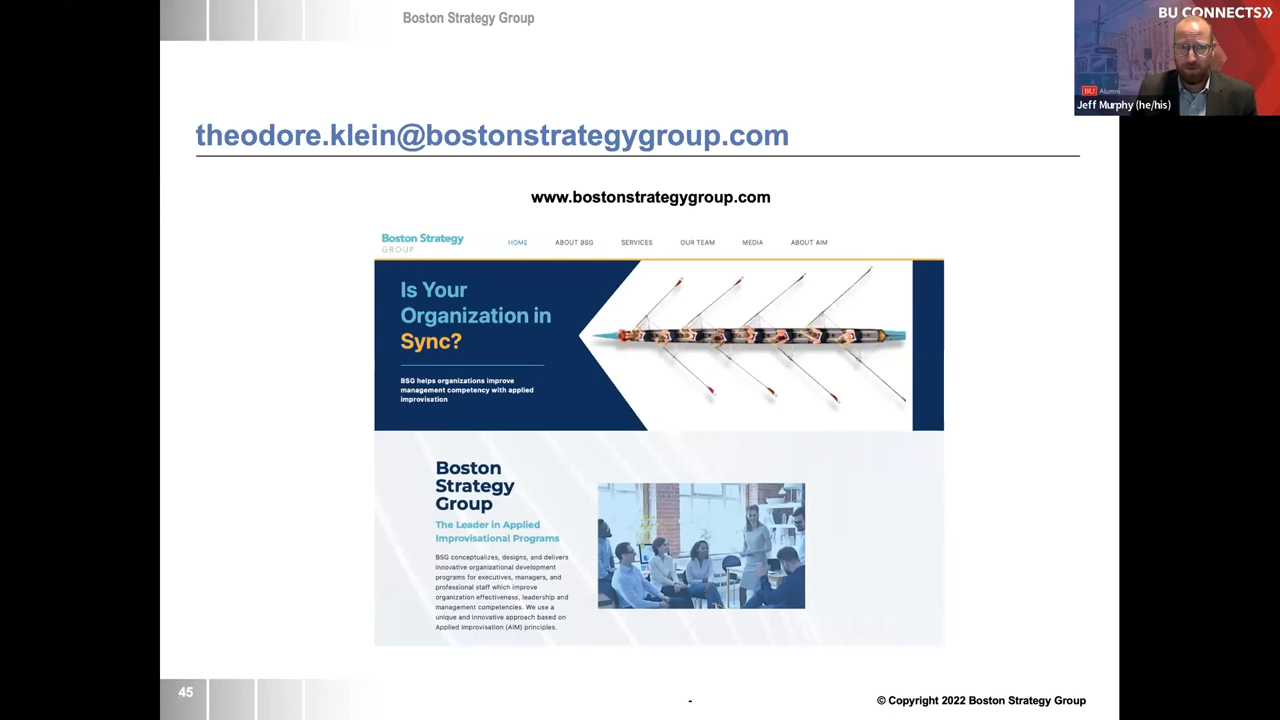 Boston Strategy Group
BU CONNECTS»
BU Alumni
Jeff Murphy (he/his)
theodore.klein@bostonstrategygroup.com
www.bostonstrategygroup.com
Boston Strategy
GROUP
HOME ABOUT BSG SERVICES OUR TEAM MEDIA ABOUT AIM
Is Your
Organization in
Sync?
BSG helps organizations improve
management competency with applied
improvisation
Boston
Strategy
Group
The Leader in Applied
Improvisational Programs
BSG conceptualizes, designs, and delivers
innovative organizational development
programs for executives, managers, and
professional staff which improve
organization effectiveness, leadership and
management competencies. We use a
unique and innovative approach based on
Applied Improvisation (AIM) principles.
45
-
© Copyright 2022 Boston Strategy Group